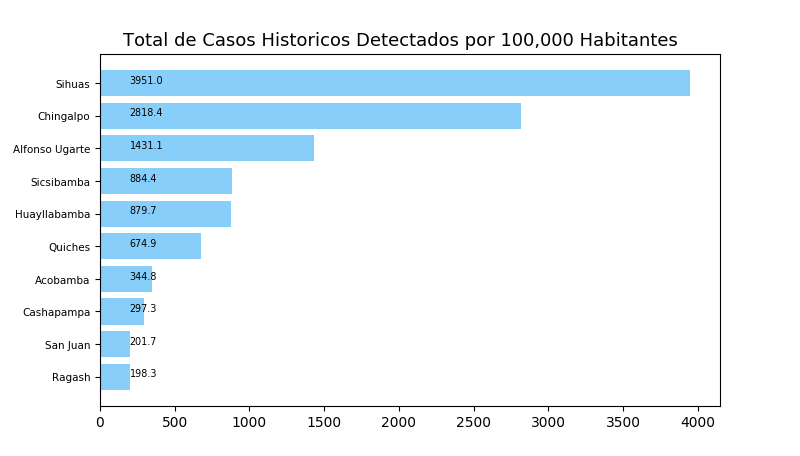 Total de Casos Historicos Detectados por 100,000 Habitantes
Sihuas 3951.0
Chingalpo 2818.4
Alfonso Ugarte 1431.1
Sicsibamba 884.4
Huayllabamba 879.7
Quiches 674.9
Acobamba 344.8
Cashapampa 297.3
San Juan 201.7
Ragash 198.3
0 500 1000 1500 2000 2500 3000 3500 4000